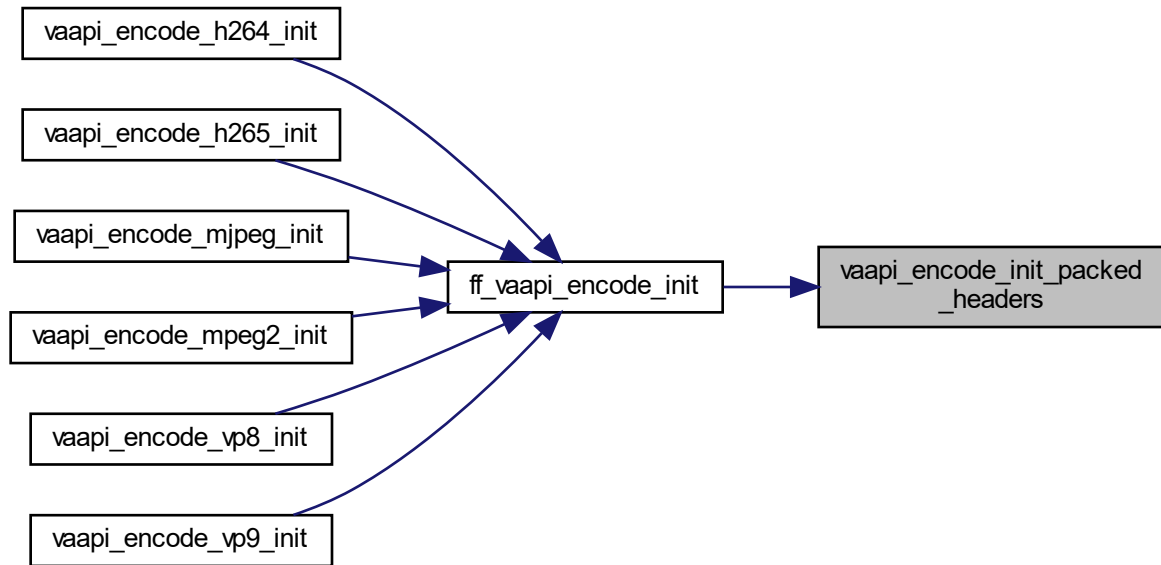 vaapi_encode_h264_init
vaapi_encode_h265_init
vaapi_encode_mjpeg_init
vaapi_encode_mpeg2_init
vaapi_encode_vp8_init
vaapi_encode_vp9_init
ff_vaapi_encode_init
vaapi_encode_init_packed
_headers